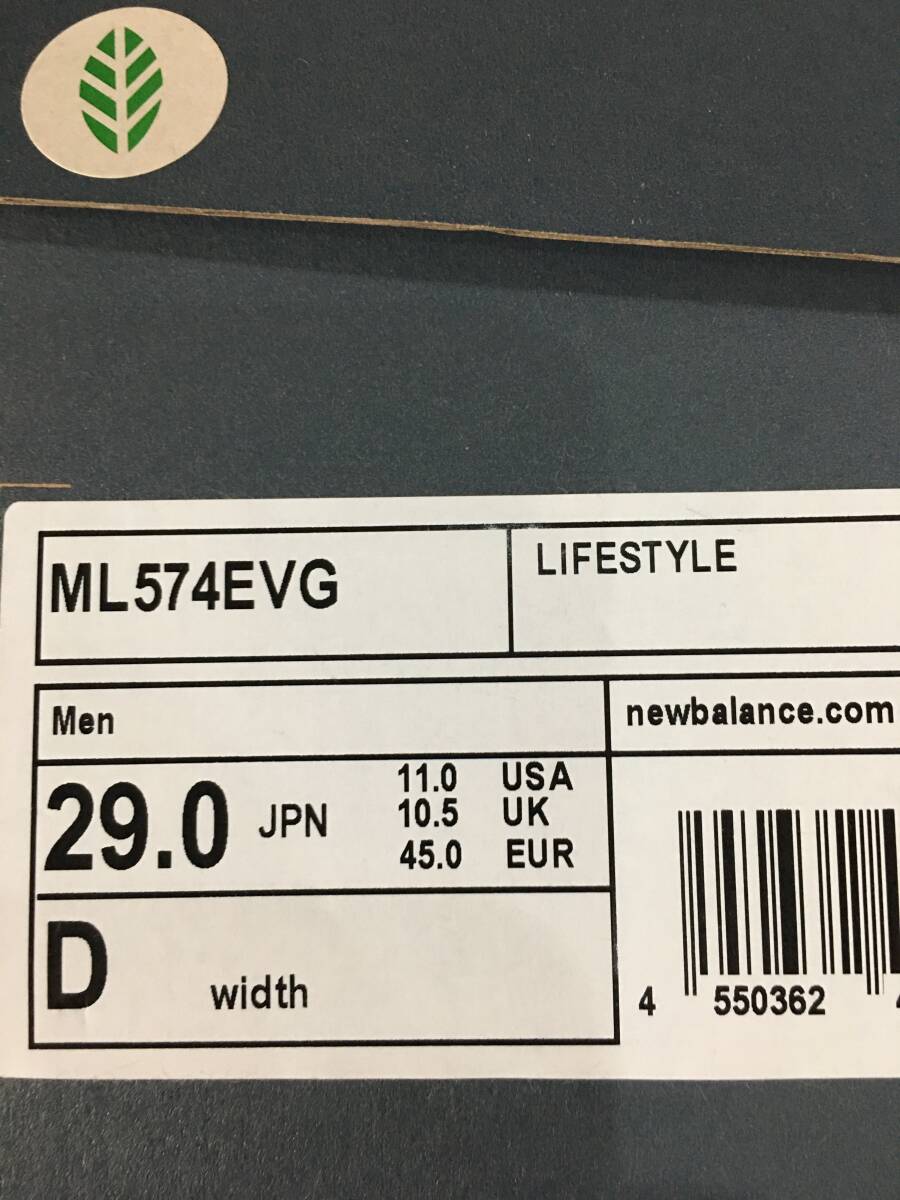 ML574EVG
LIFESTYLE
Men
newbalance.com
29.0 JPN
11.0 USA
10.5 UK
45.0 EUR
D width
4 550362